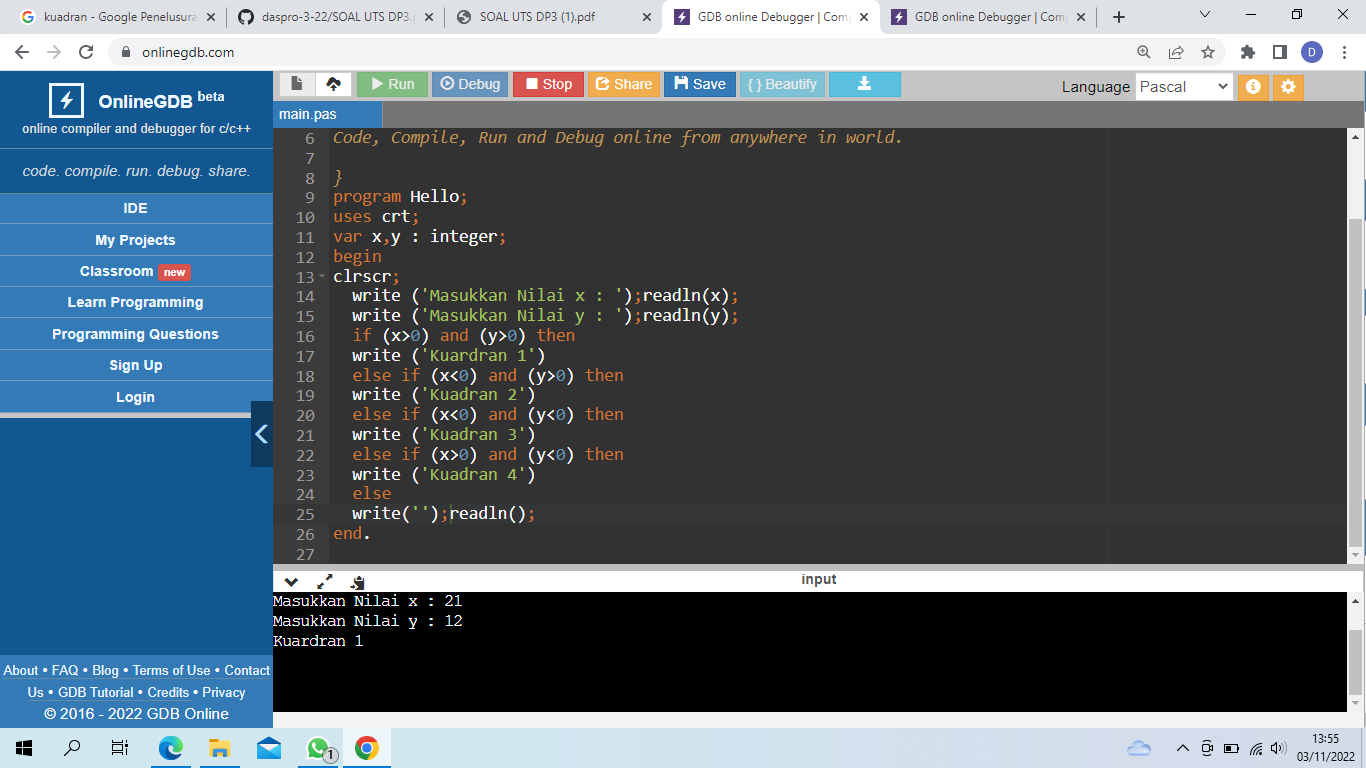 kuadran - Google Penelusura
daspro-3-22/SOAL UTS DP3.p
SOAL UTS DP3 (1).pdf
GDB online Debugger | Comp
GDB online Debugger | Comp
onlinegdb.com
D
OnlineGDB beta
online compiler and debugger for c/c++
code. compile. run. debug. share.
IDE
My Projects
Classroom new
Learn Programming
Programming Questions
Sign Up
Login
About • FAQ • Blog • Terms of Use • Contact
Us • GDB Tutorial • Credits • Privacy
© 2016 - 2022 GDB Online
Run
Debug
Stop
Share
Save
{ } Beautify
Language Pascal
main.pas
6 Code, Compile, Run and Debug online from anywhere in world.
7
8 }
9 program Hello;
10 uses crt;
11 var x,y : integer;
12 begin
13 clrscr;
14 write ('Masukkan Nilai x : ');readln(x);
15 write ('Masukkan Nilai y : ');readln(y);
16 if (x>0) and (y>0) then
17 write ('Kuardran 1')
18 else if (x<0) and (y>0) then
19 write ('Kuadran 2')
20 else if (x<0) and (y<0) then
21 write ('Kuadran 3')
22 else if (x>0) and (y<0) then
23 write ('Kuadran 4')
24 else
25 write('');readln();
26 end.
27
input
Masukkan Nilai x : 21
Masukkan Nilai y : 12
Kuardran 1
1
13:55
03/11/2022